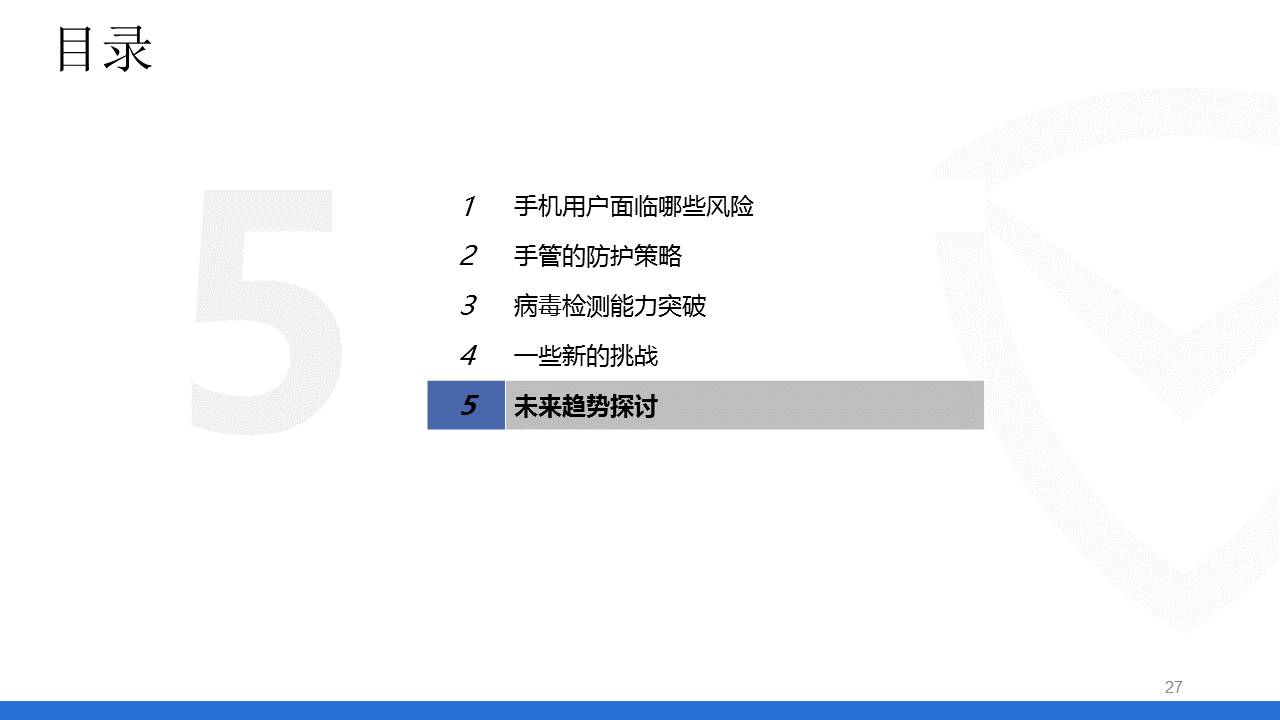 目录
5
1 手机用户面临哪些风险
2 手管的防护策略
3 病毒检测能力突破
4 一些新的挑战
5 未来趋势探讨
27